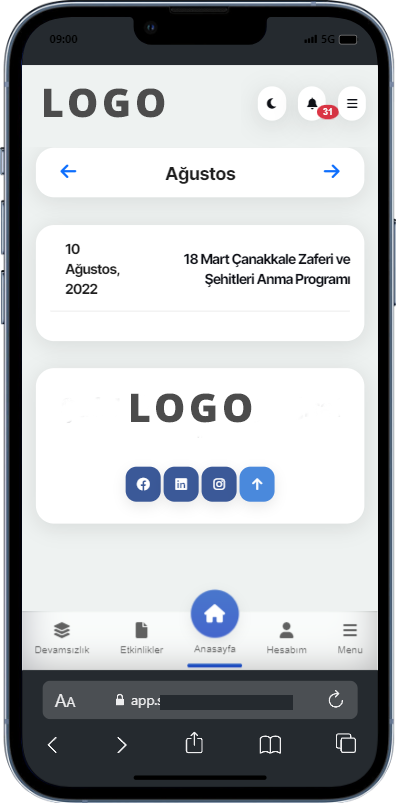 09:00
5G
LOGO
31
Ağustos
10
Ağustos,
2022
18 Mart Çanakkale Zaferi ve
Şehitleri Anma Programı
LOGO
Devamsızlık
Etkinlikler
Anasayfa
Hesabım
Menu
AA
app.s